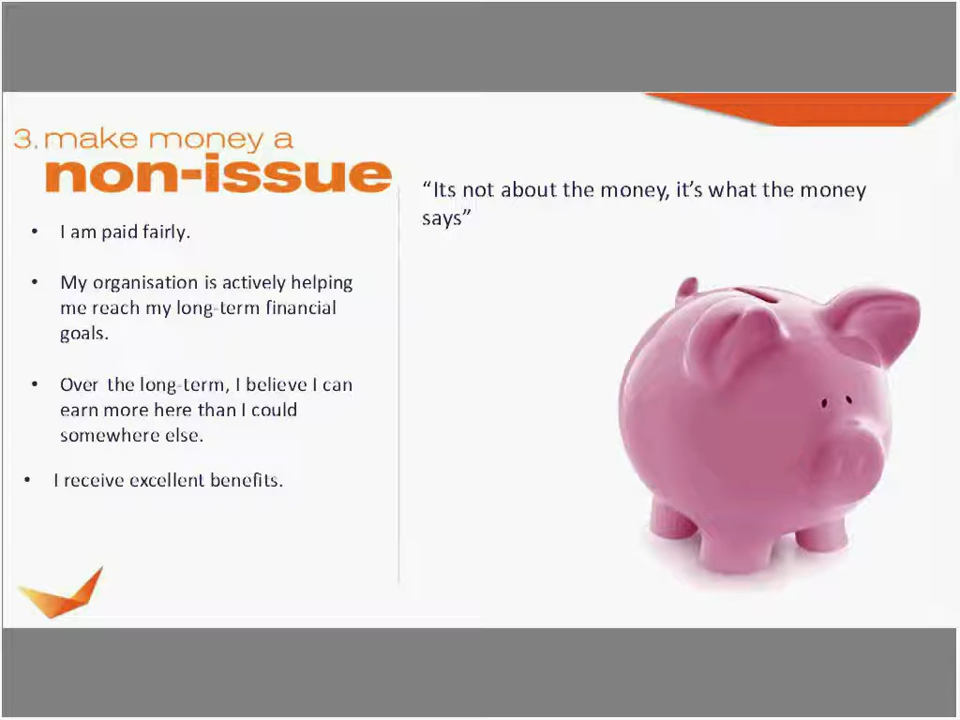 3. make money a
non-issue
• I am paid fairly.
• My organisation is actively helping
me reach my long-term financial
goals.
• Over the long-term, I believe I can
earn more here than I could
somewhere else.
• I receive excellent benefits.
“Its not about the money, it’s what the money
says”